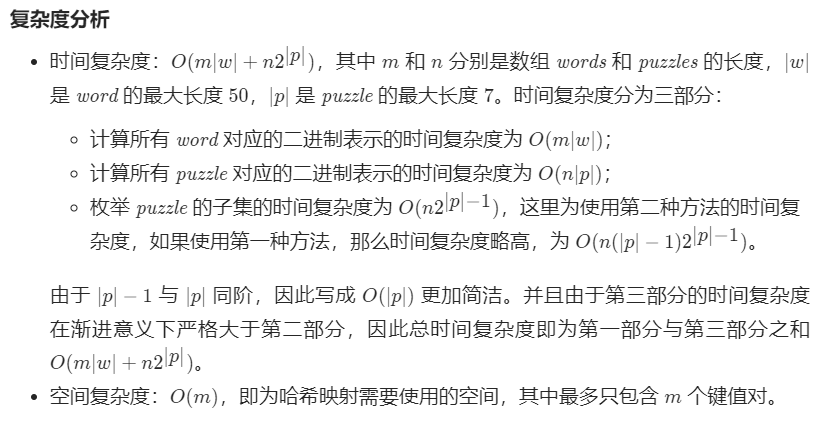 复杂度分析
• 时间复杂度：O(m|w| + n2^{|p|})，其中 m 和 n 分别是数组 words 和 puzzles 的长度，|w|
是 word 的最大长度 50，|p| 是 puzzle 的最大长度 7。时间复杂度分为三部分：
◦ 计算所有 word 对应的二进制表示的时间复杂度为 O(m|w|)；
◦ 计算所有 puzzle 对应的二进制表示的时间复杂度为 O(n|p|)；
◦ 枚举 puzzle 的子集的时间复杂度为 O(n2^{|p|-1})，这里为使用第二种方法的时间复
杂度，如果使用第一种方法，那么时间复杂度略高，为 O(n(|p| − 1)2^{|p|-1})。
由于 |p| − 1 与 |p| 同阶，因此写成 O(|p|) 更加简洁。并且由于第三部分的时间复杂度
在渐进意义下严格大于第二部分，因此总时间复杂度即为第一部分与第三部分之和
O(m|w| + n2^{|p|})。
• 空间复杂度：O(m)，即为哈希映射需要使用的空间，其中最多只包含 m 个键值对。